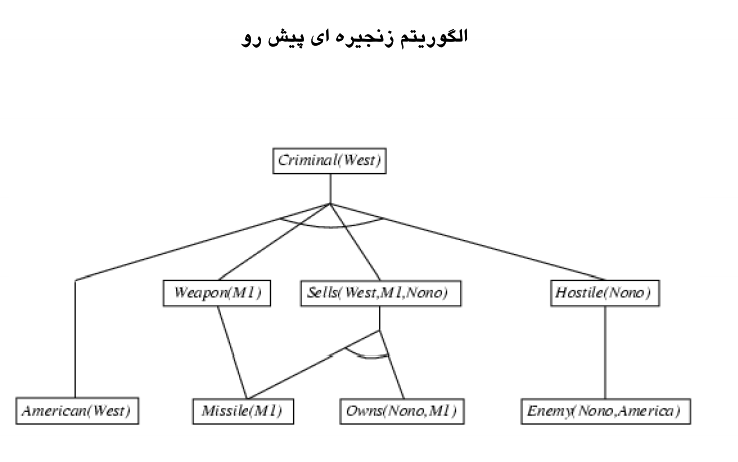 الگوریتم زنجیره ای پیش رو
Criminal(West)
Weapon(M1)
Sells(West,M1,Nono)
Hostile(Nono)
American(West)
Missile(M1)
Owns(Nono,M1)
Enemy(Nono,America)